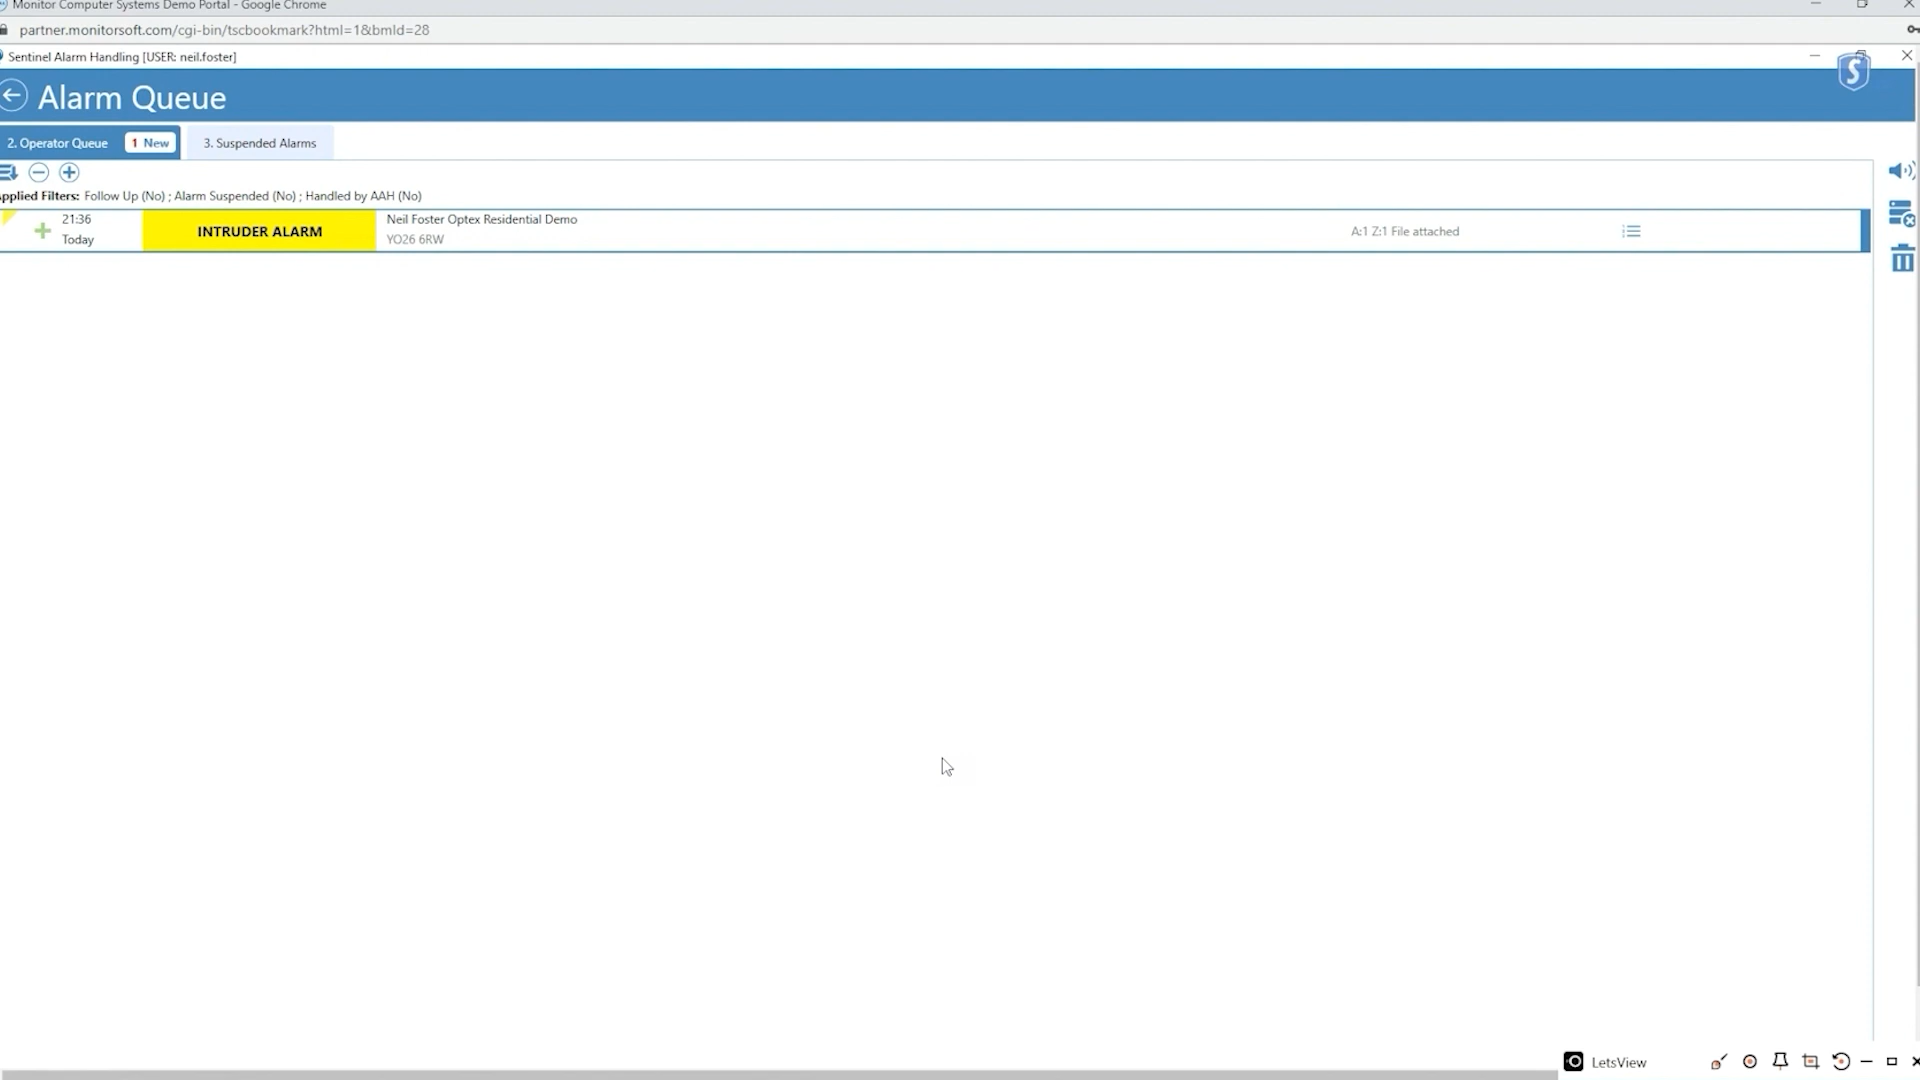 Monitor Computer Systems Demo Portal - Google Chrome
partner.monitorsoft.com/cgi-bin/tscbookmark?html=1&bmId=28
Sentinel Alarm Handling [USER: neil.foster]
Alarm Queue
2. Operator Queue 1 New 3. Suspended Alarms
pplied Filters: Follow Up (No) ; Alarm Suspended (No) ; Handled by AAH (No)
21:36
Today
INTRUDER ALARM
Neil Foster Optex Residential Demo
YO26 6RW
A:1 Z:1 File attached
LetsView